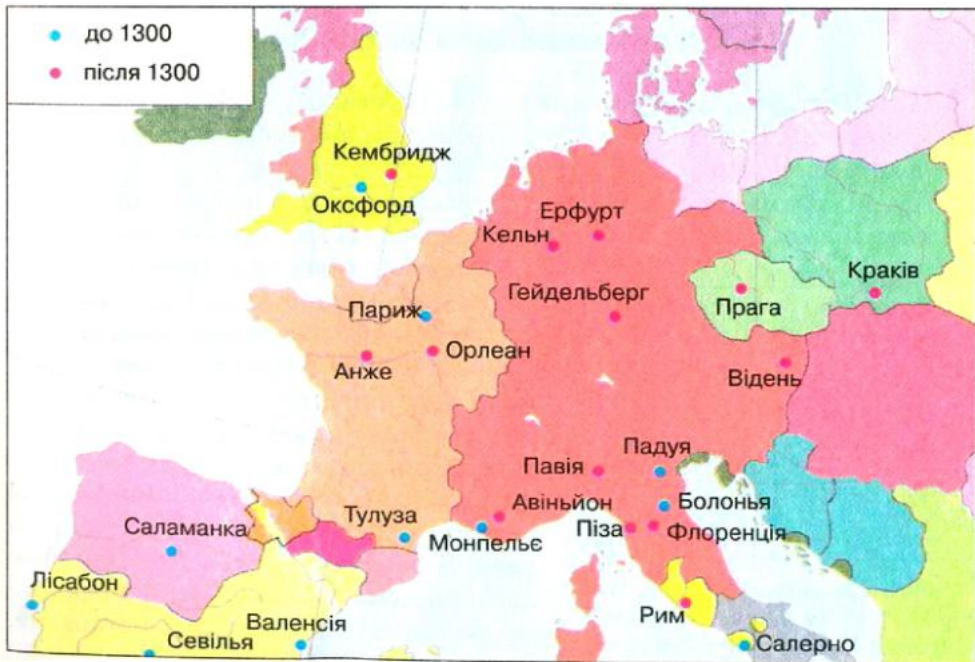 до 1300
після 1300
Кембридж
Оксфорд
Ерфурт
Кельн
Гейдельберг
Краків
Прага
Париж
Орлеан
Анже
Відень
Падуя
Павія
Болонья
Авіньйон
Тулуза
Монпельє
Піза
Флоренція
Саламанка
Лісабон
Валенсія
Севілья
Рим
Салерно